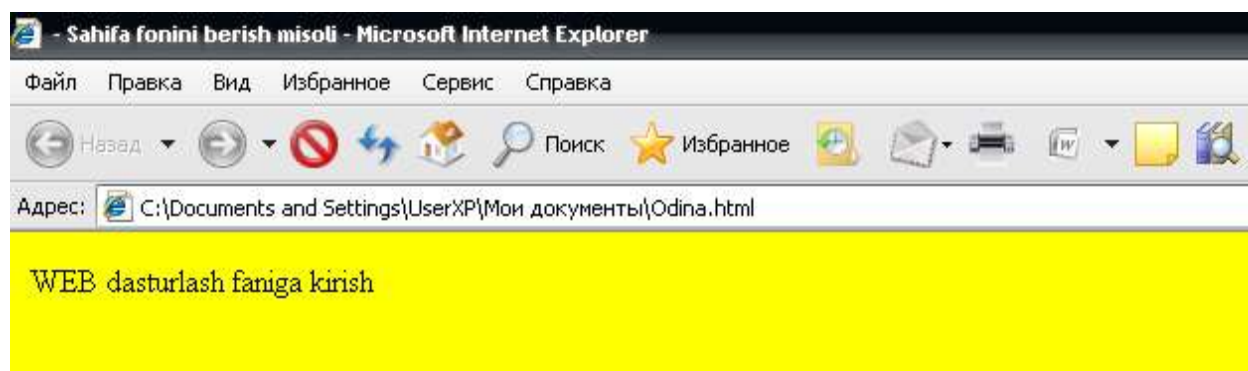 - Sahifa fonini berish misoli - Microsoft Internet Explorer
Файл Правка Вид Избранное Сервис Справка
Назад Поиск Избранное W
Адрес: C:\Documents and Settings\UserXP\Мои документы\Odina.html
WEB dasturlash faniga kirish